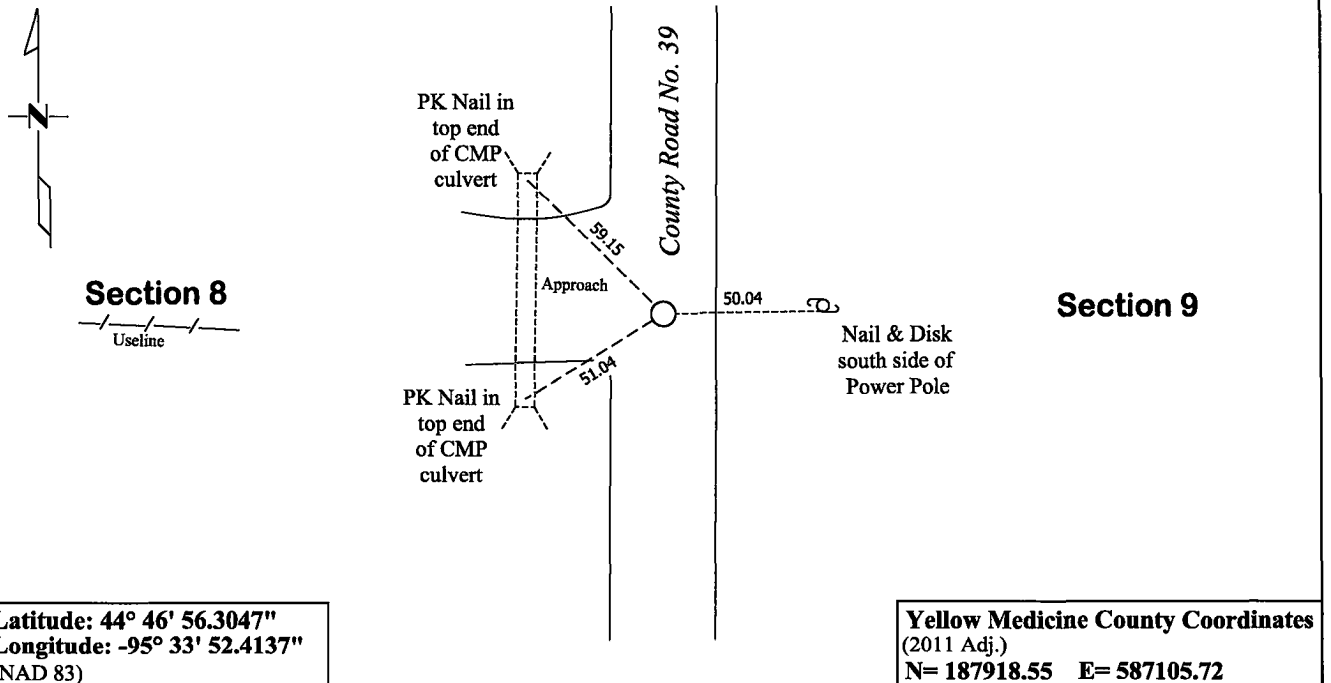 N
County Road No. 39
PK Nail in
top end
of CMP
culvert
59.15
Approach
Section 8
Useline
50.04
Section 9
Nail & Disk
south side of
Power Pole
51.04
PK Nail in
top end
of CMP
culvert
Latitude: 44° 46' 56.3047"
Longitude: -95° 33' 52.4137"
NAD 83)
Yellow Medicine County Coordinates
(2011 Adj.)
N= 187918.55 E= 587105.72